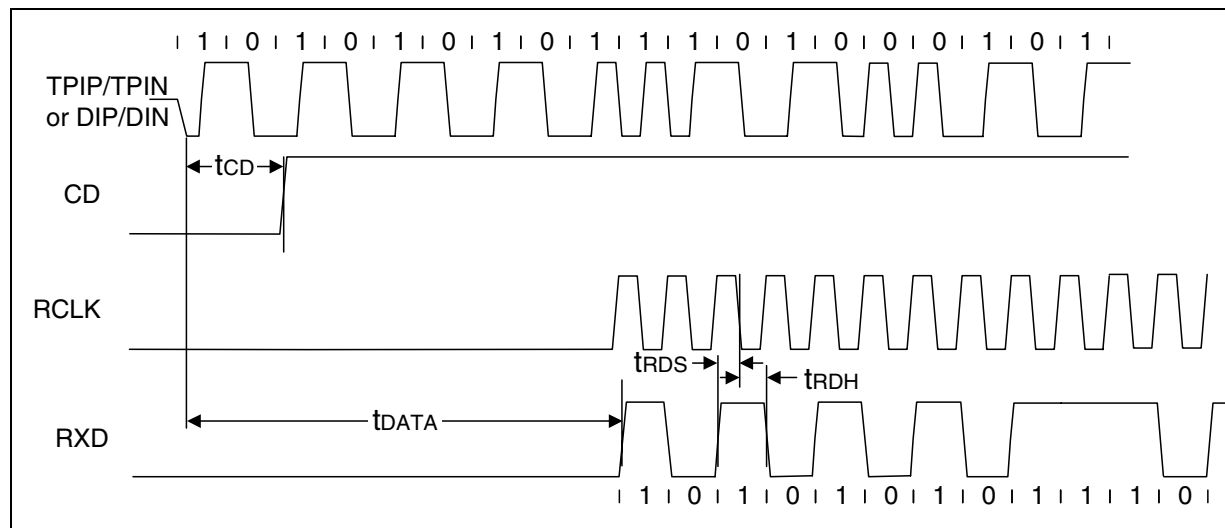 1 0 1 0 1 0 1 0 1 1 1 0 1 0 0 0 1 0 1
TPIP/TPIN
or DIP/DIN
tCD
CD
RCLK
tRDS
tRDH
tDATA
RXD
1 0 1 0 1 0 1 0 1 1 1 0